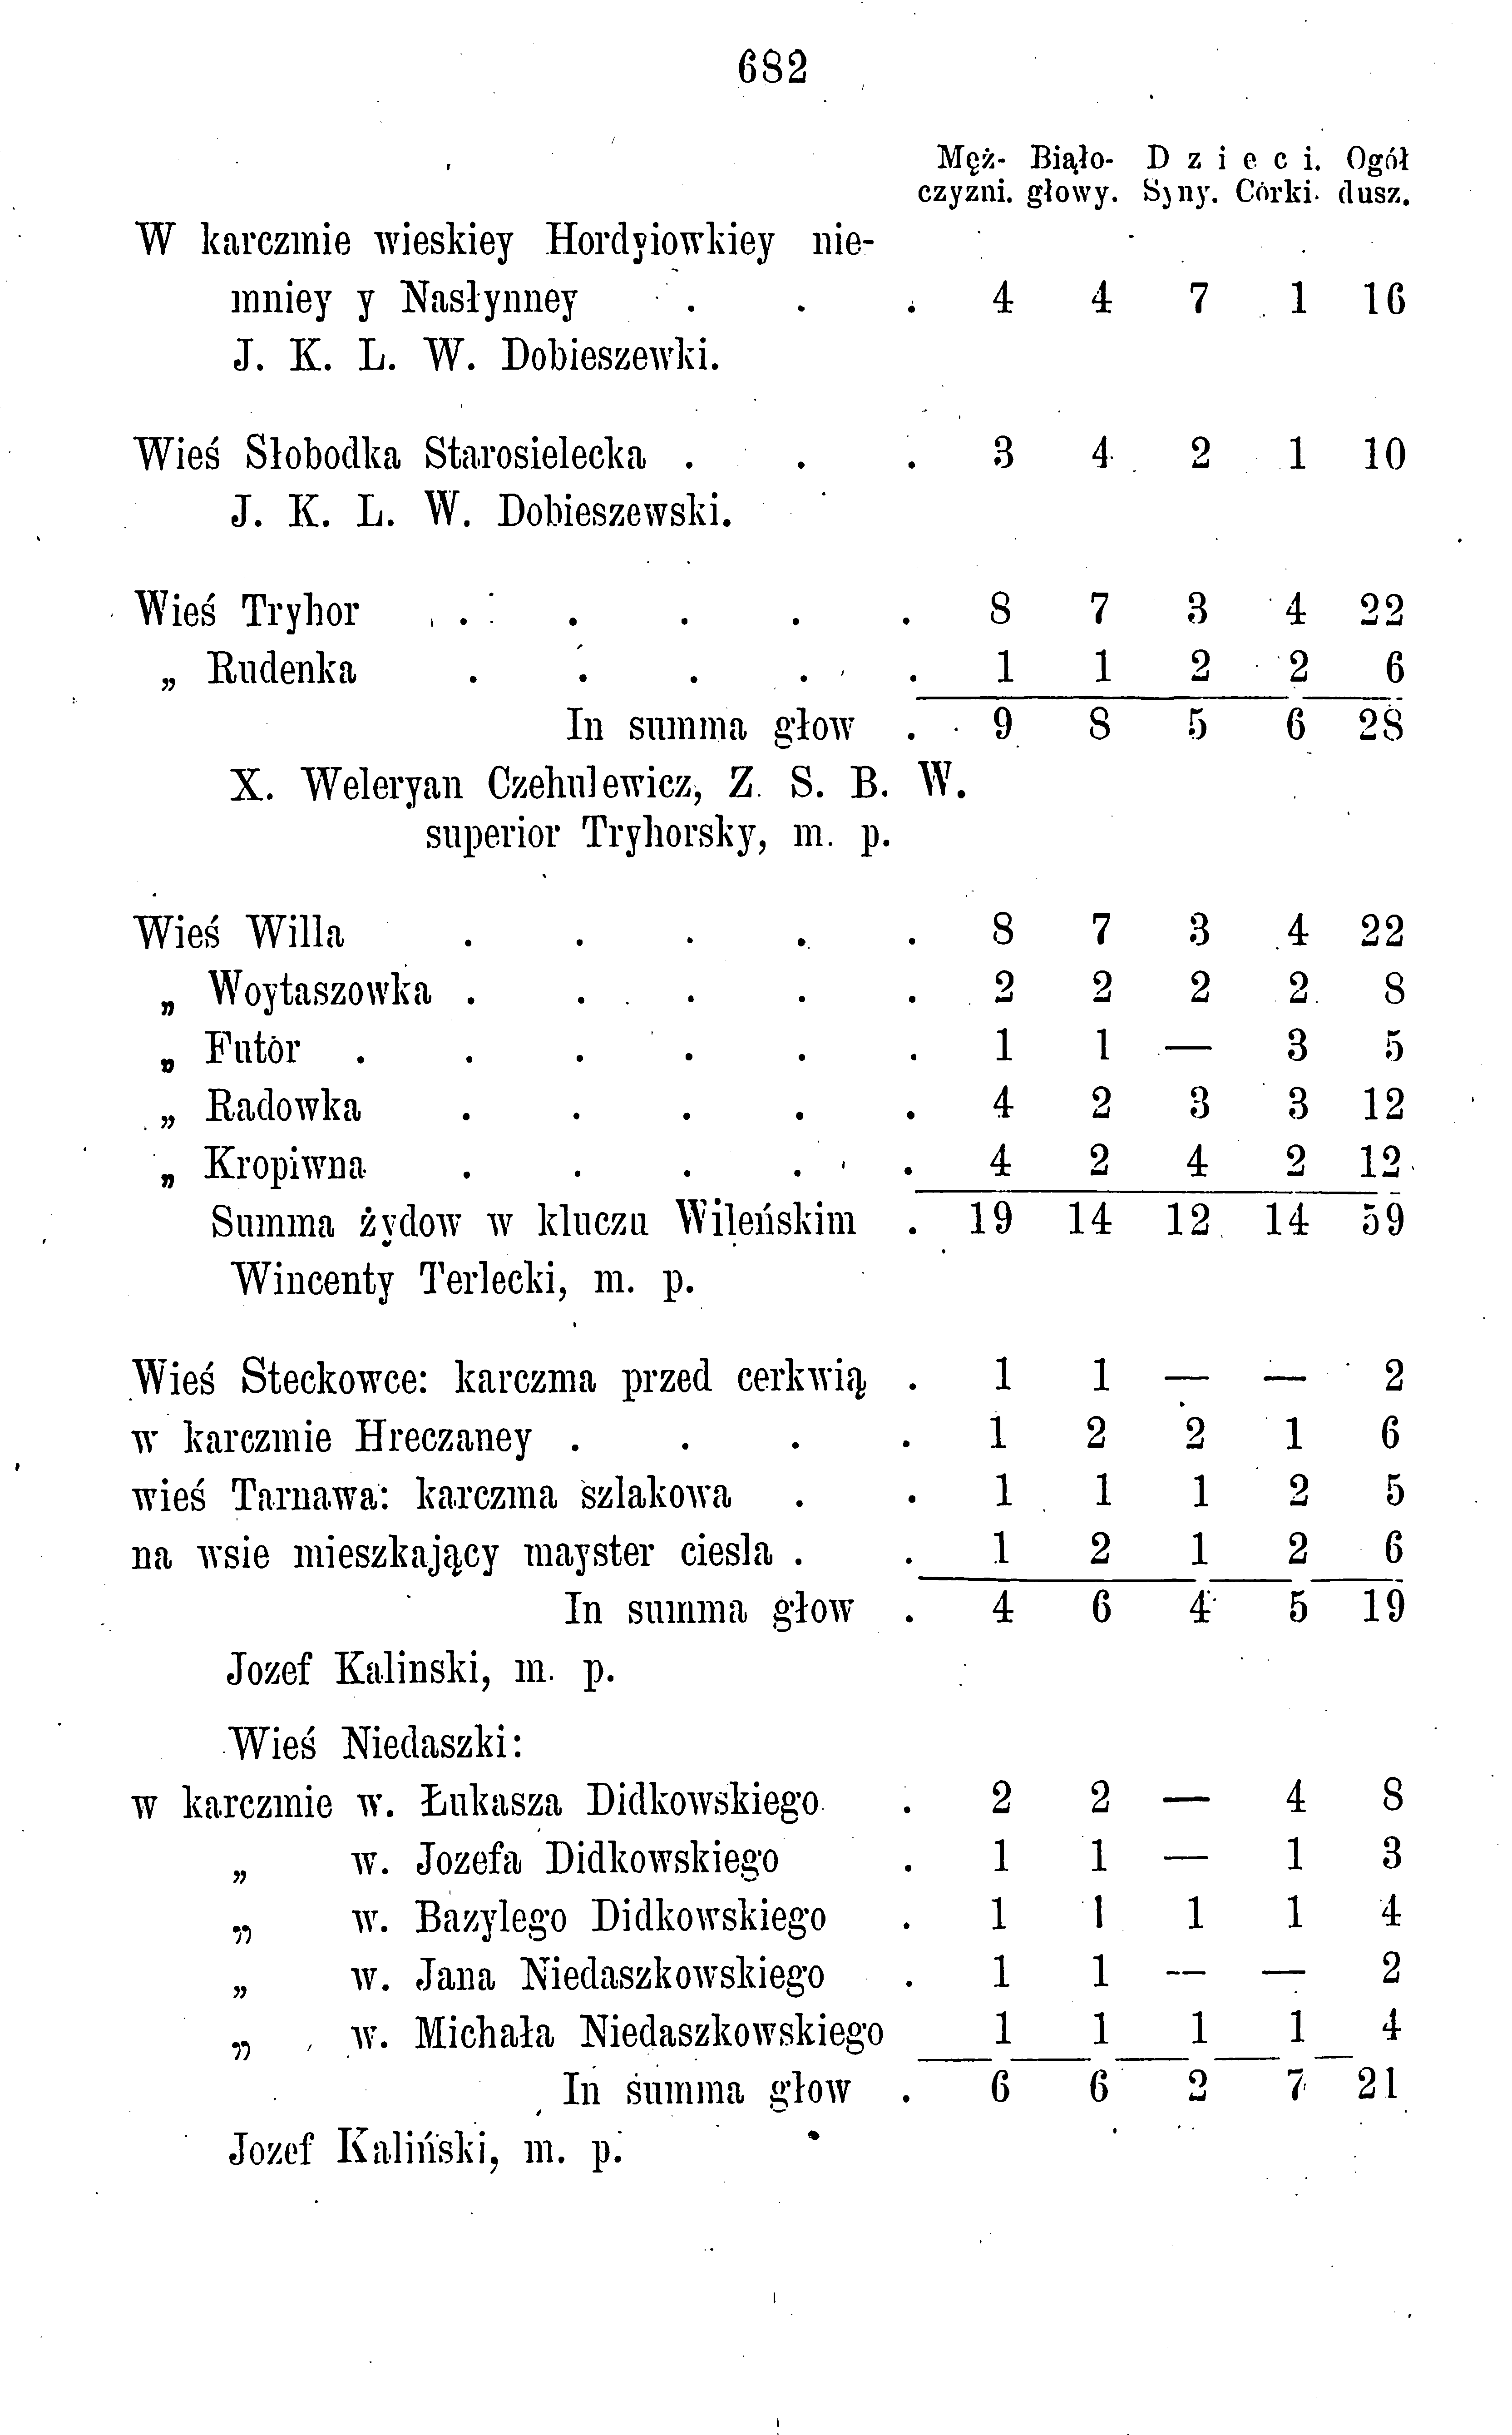 682
Męż- Biąło- D z i e c i. Ogół
czyzni. głowy. Syny. Córki. dusz.
W karczmie wieskiey Hordyiowkiey nie-
mniey y Nasłynney . . . 4 4 7 1 16
J. K. L. W. Dobieszewki.
Wieś Słobodka Starosielecka . . . 3 4 2 1 10
J. K. L. W. Dobieszewski.
Wieś Tryhor . . . . . 8 7 3 4 22
„ Rudenka . . . . . 1 1 2 2 6
In summa głow . 9 8 5 6 28
X. Weleryan Czehulewicz, Z. S. B. W.
superior Tryhorsky, m. p.
Wieś Willa . . . . . 8 7 3 4 22
„ Woytaszowka . . . . . 2 2 2 2 8
„ Futòr . . . . . . 1 1 — 3 5
„ Radowka . . . . . 4 2 3 3 12
„ Kropiwna . . . . . 4 2 4 2 12
Summa żydow w kluczu Wileńskim . 19 14 12 14 59
Wincenty Terlecki, m. p.
Wieś Steckowce: karczma przed cerkwią . 1 1 — — 2
w karczmie Hreczaney . . . . 1 2 2 1 6
wieś Tarnawa: karczma szlakowa . . 1 1 1 2 5
na wsie mieszkający mayster ciesla . . 1 2 1 2 6
In summa głow . 4 6 4 5 19
Jozef Kalinski, m. p.
Wieś Niedaszki:
w karczmie w. Łukasza Didkowskiego . 2 2 — 4 8
„ w. Jozefa Didkowskiego . 1 1 — 1 3
„ w. Bazylego Didkowskiego . 1 1 1 1 4
„ w. Jana Niedaszkowskiego . 1 1 — — 2
„ w. Michała Niedaszkowskiego 1 1 1 1 4
In summa głow . 6 6 2 7 21
Jozef Kaliński, m. p.